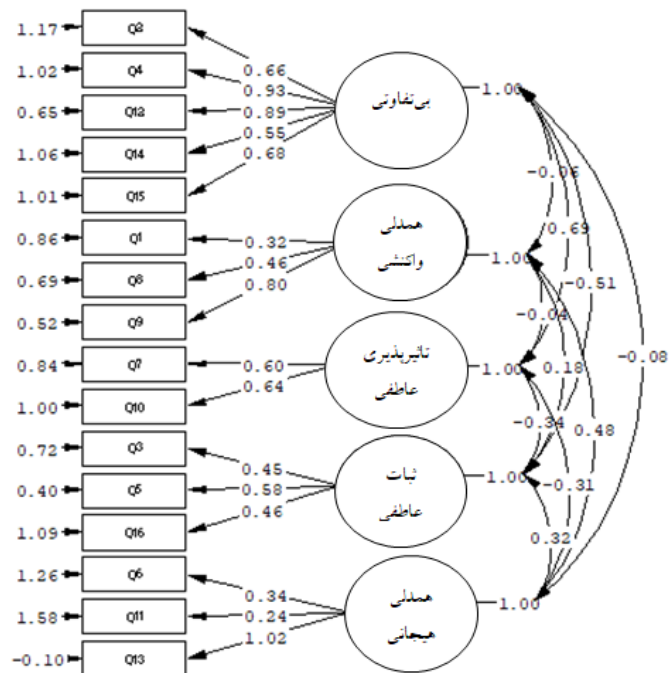 1.17 Q2
1.02 Q4
0.65 Q12
1.06 Q14
1.01 Q15
0.86 Q1
0.69 Q8
0.52 Q9
0.84 Q7
1.00 Q10
0.72 Q3
0.40 Q5
1.09 Q16
1.26 Q6
1.58 Q11
-0.10 Q13
0.66
0.93
0.89
0.55
0.68
0.32
0.46
0.80
0.60
0.64
0.45
0.58
0.46
0.34
0.24
1.02
بی‌تفاوتی
همدلی
واکنشی
تاثیرپذیری
عاطفی
ثبات
عاطفی
همدلی
هیجانی
1.00
1.00
1.00
1.00
1.00
-0.06
0.69
-0.51
-0.04
-0.08
0.18
-0.34
0.48
-0.31
0.32